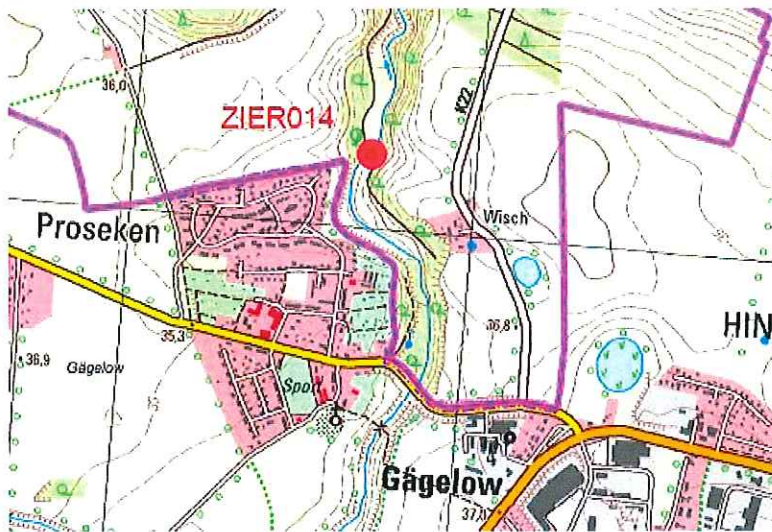 36,0
ZIER014
K22
Proseken
Wisch
35,3
36,8
HIN
36,9
Gägelow
Sport
Gägelow
37,0